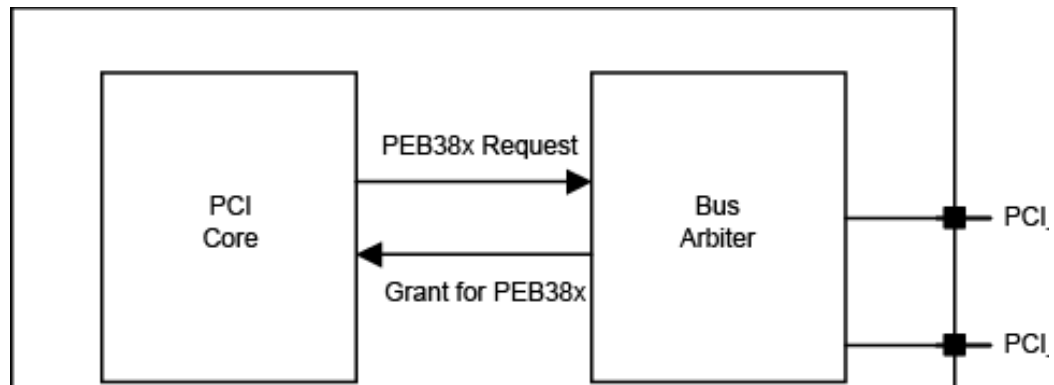 PEB38x Request
PCI
Core
Bus
Arbiter
PCI_
Grant for PEB38x
PCI_